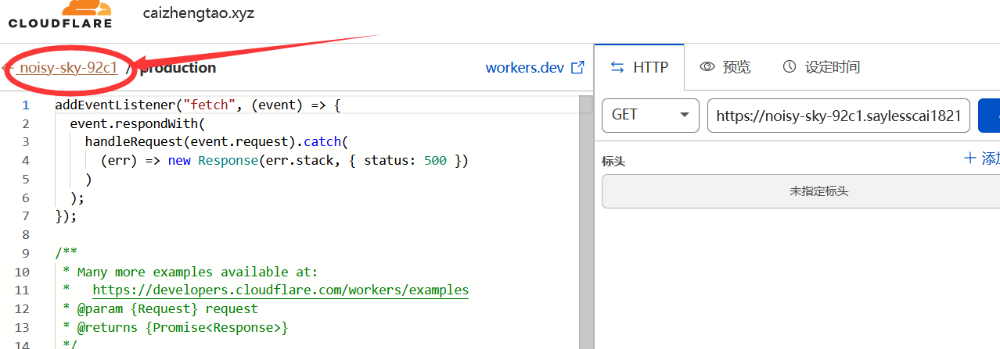 CLOUDFLARE
caizhengtao.xyz
noisy-sky-92c1 / production
workers.dev
1 addEventListener("fetch", (event) => {
2 event.respondWith(
3 handleRequest(event.request).catch(
4 (err) => new Response(err.stack, { status: 500 })
5 )
6 );
7 });
8
9 /**
10 * Many more examples available at:
11 * https://developers.cloudflare.com/workers/examples
12 * @param {Request} request
13 * @returns {Promise<Response>}
14 */
HTTP
预览
设定时间
GET
https://noisy-sky-92c1.saylesscai1821
标头
添加
未指定标头